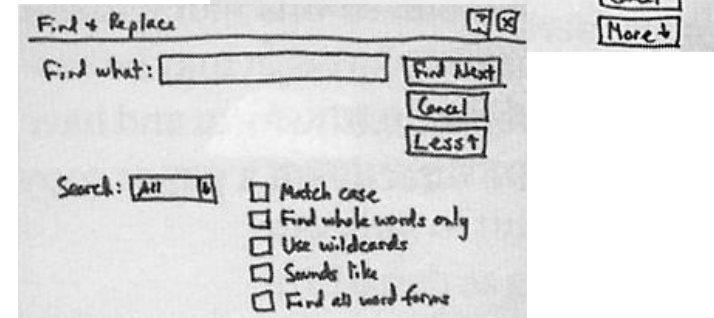 Find + Replace ? X
Find what: Find Next
Cancel
Less ↑
Search: All ↓
Match case
Find whole words only
Use wildcards
Sounds like
Find all word forms
Cancel
More ↓